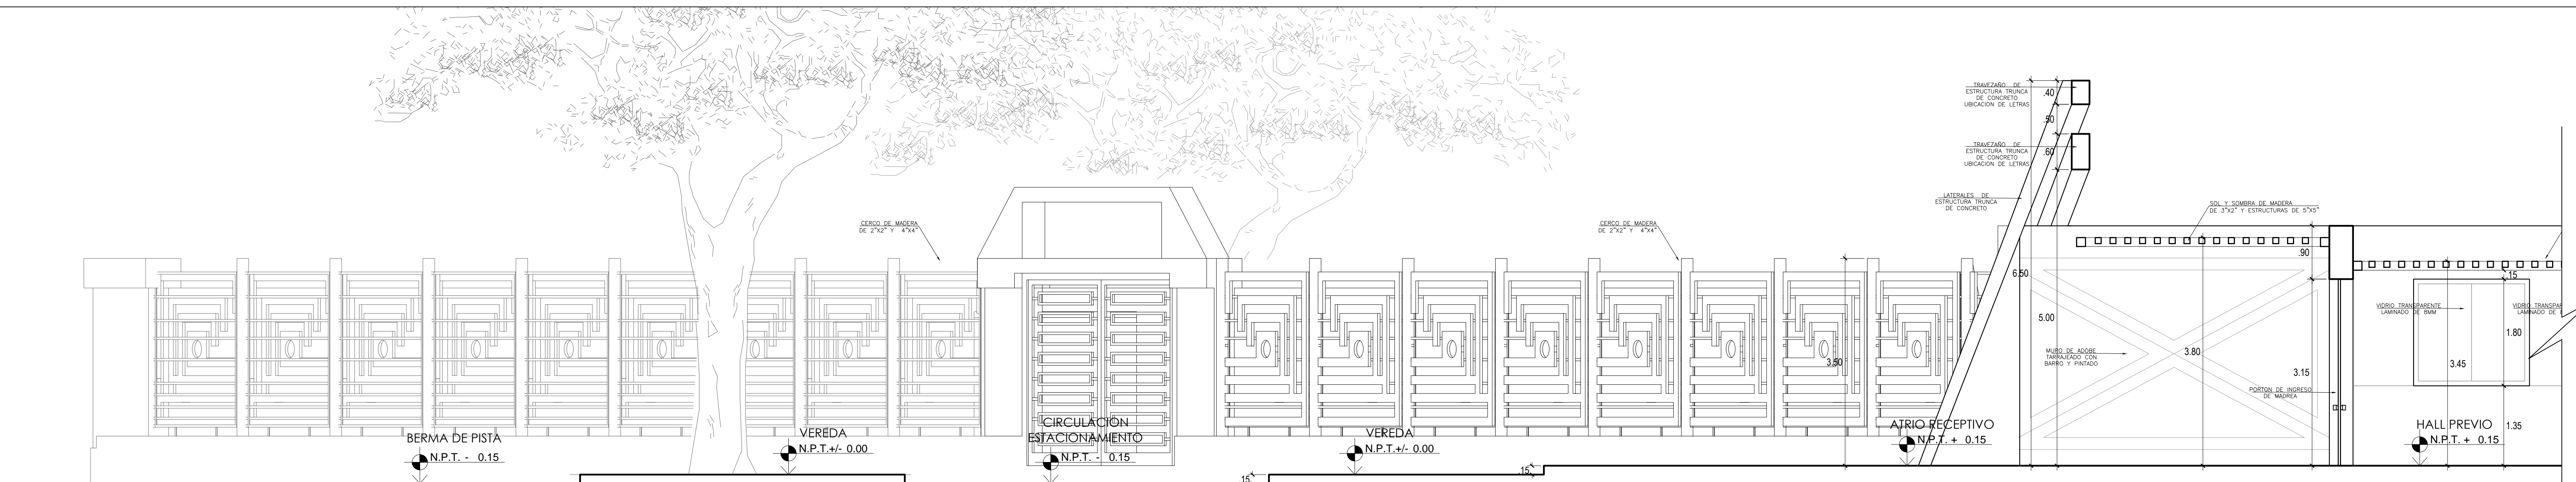 TRAVEZAÑO DE
ESTRUCTURA TRUNCA
DE CONCRETO
UBICACION DE LETRAS
.40
.50
TRAVEZAÑO DE
ESTRUCTURA TRUNCA
DE CONCRETO
UBICACION DE LETRAS
.60
LATERALES DE
ESTRUCTURA TRUNCA
DE CONCRETO
SOL Y SOMBRA DE MADERA
DE 3"X2" Y ESTRUCTURAS DE 5"X5"
CERCO DE MADERA
DE 2"X2" Y 4"X4"
CERCO DE MADERA
DE 2"X2" Y 4"X4"
.90
6.50
.15
VIDRIO TRANSPARENTE
LAMINADO DE 8MM
VIDRIO TRANSPAR
LAMINADO DE
5.00
1.80
MURO DE ADOBE
TARRAJEADO CON
BARRO Y PINTADO
3.80
3.50
3.45
3.15
PORTON DE INGRESO
DE MADREA
BERMA DE PISTA
N.P.T. - 0.15
VEREDA
N.P.T.+/- 0.00
CIRCULACIÓN
ESTACIONAMIENTO
N.P.T. - 0.15
VEREDA
N.P.T.+/- 0.00
ATRIO RECEPTIVO
N.P.T. + 0.15
HALL PREVIO
N.P.T. + 0.15
1.35
.15
.15